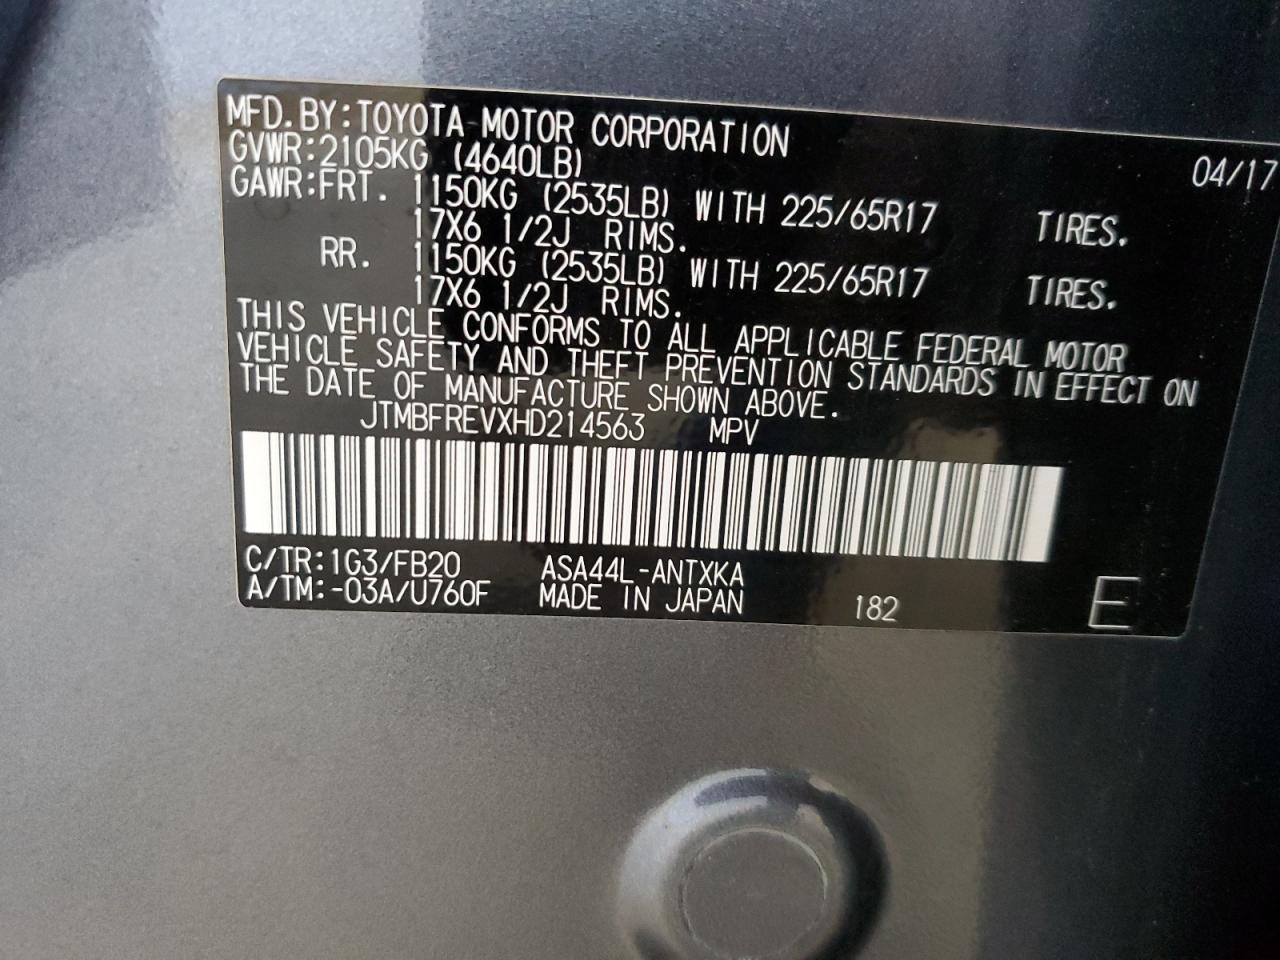 MFD.BY:TOYOTA MOTOR CORPORATION 04/17
GVWR:2105KG (4640LB)
GAWR:FRT. 1150KG (2535LB) WITH 225/65R17 TIRES.
17X6 1/2J RIMS.
RR. 1150KG (2535LB) WITH 225/65R17 TIRES.
17X6 1/2J RIMS.
THIS VEHICLE CONFORMS TO ALL APPLICABLE FEDERAL MOTOR
VEHICLE SAFETY AND THEFT PREVENTION STANDARDS IN EFFECT ON
THE DATE OF MANUFACTURE SHOWN ABOVE.
JTMBFREVXHD214563 MPV
C/TR:1G3/FB20 ASA44L-ANTXKA
A/TM:-03A/U760F MADE IN JAPAN 182 E